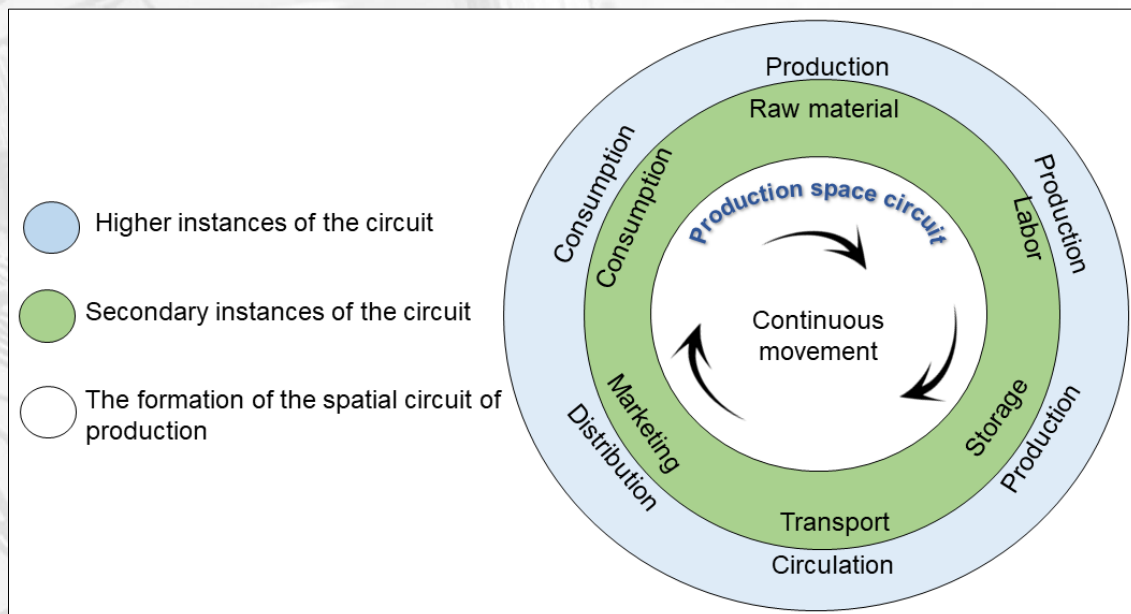 Higher instances of the circuit
Secondary instances of the circuit
The formation of the spatial circuit of
production
Production
Raw material
Production
Labor
Production
Storage
Circulation
Transport
Distribution
Marketing
Consumption
Consumption
Production space circuit
Continuous
movement